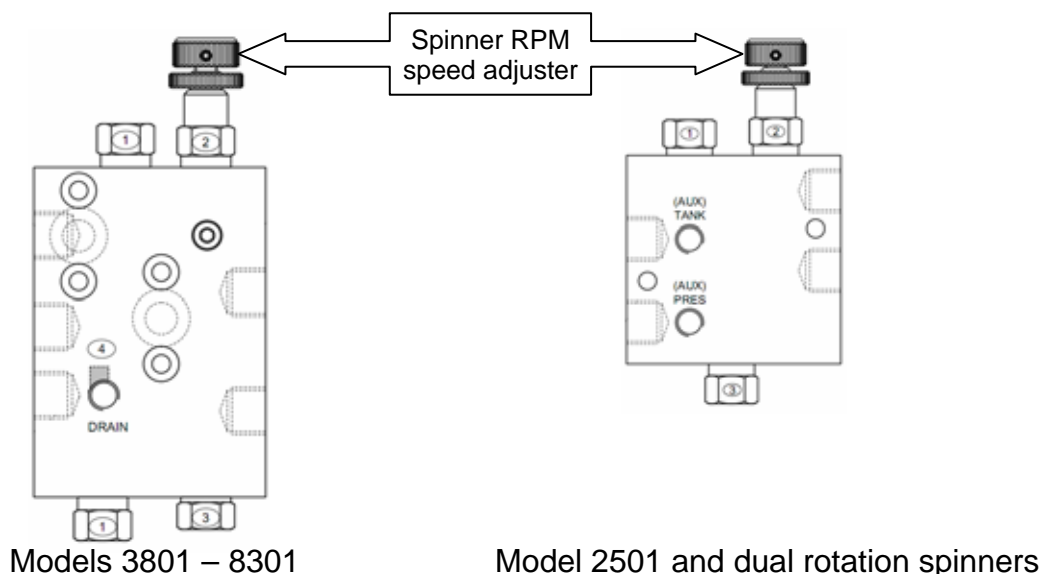 Spinner RPM
speed adjuster
1
2
4
DRAIN
1
3
Models 3801 – 8301
1
2
(AUX)
TANK
(AUX)
PRES
3
Model 2501 and dual rotation spinners